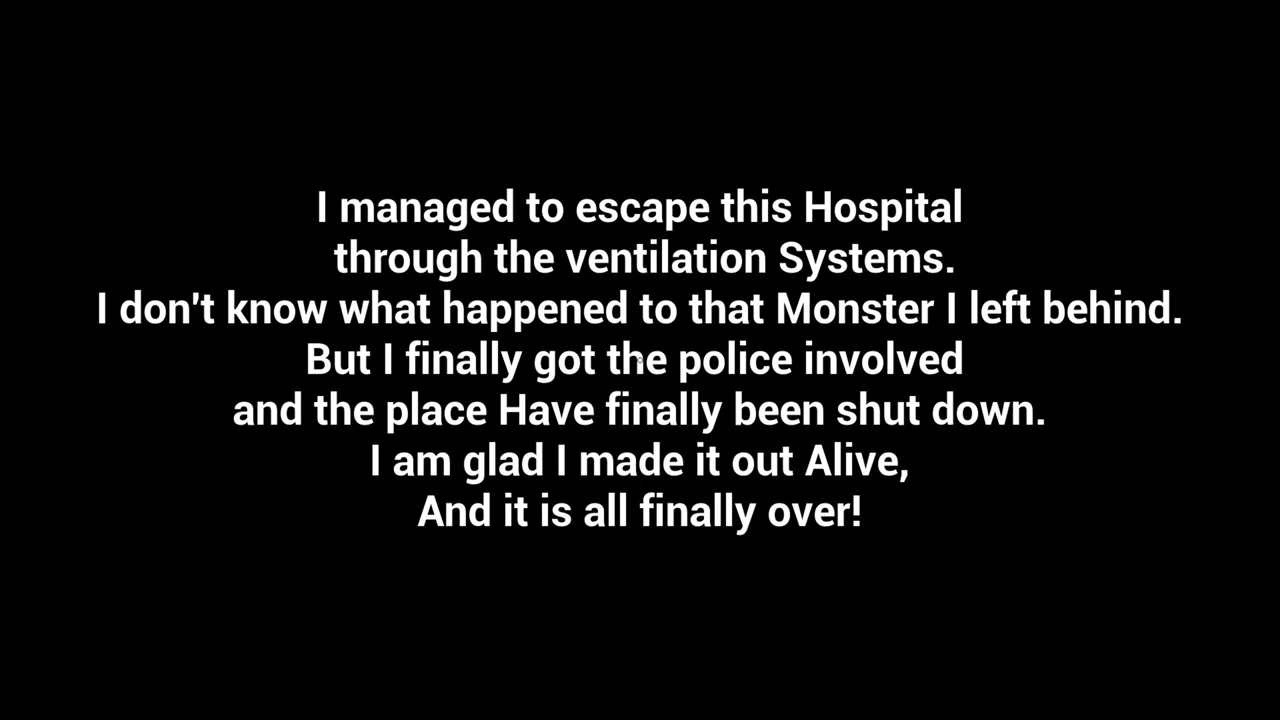 I managed to escape this Hospital
through the ventilation Systems.
I don't know what happened to that Monster I left behind.
But I finally got the police involved
and the place Have finally been shut down.
I am glad I made it out Alive,
And it is all finally over!